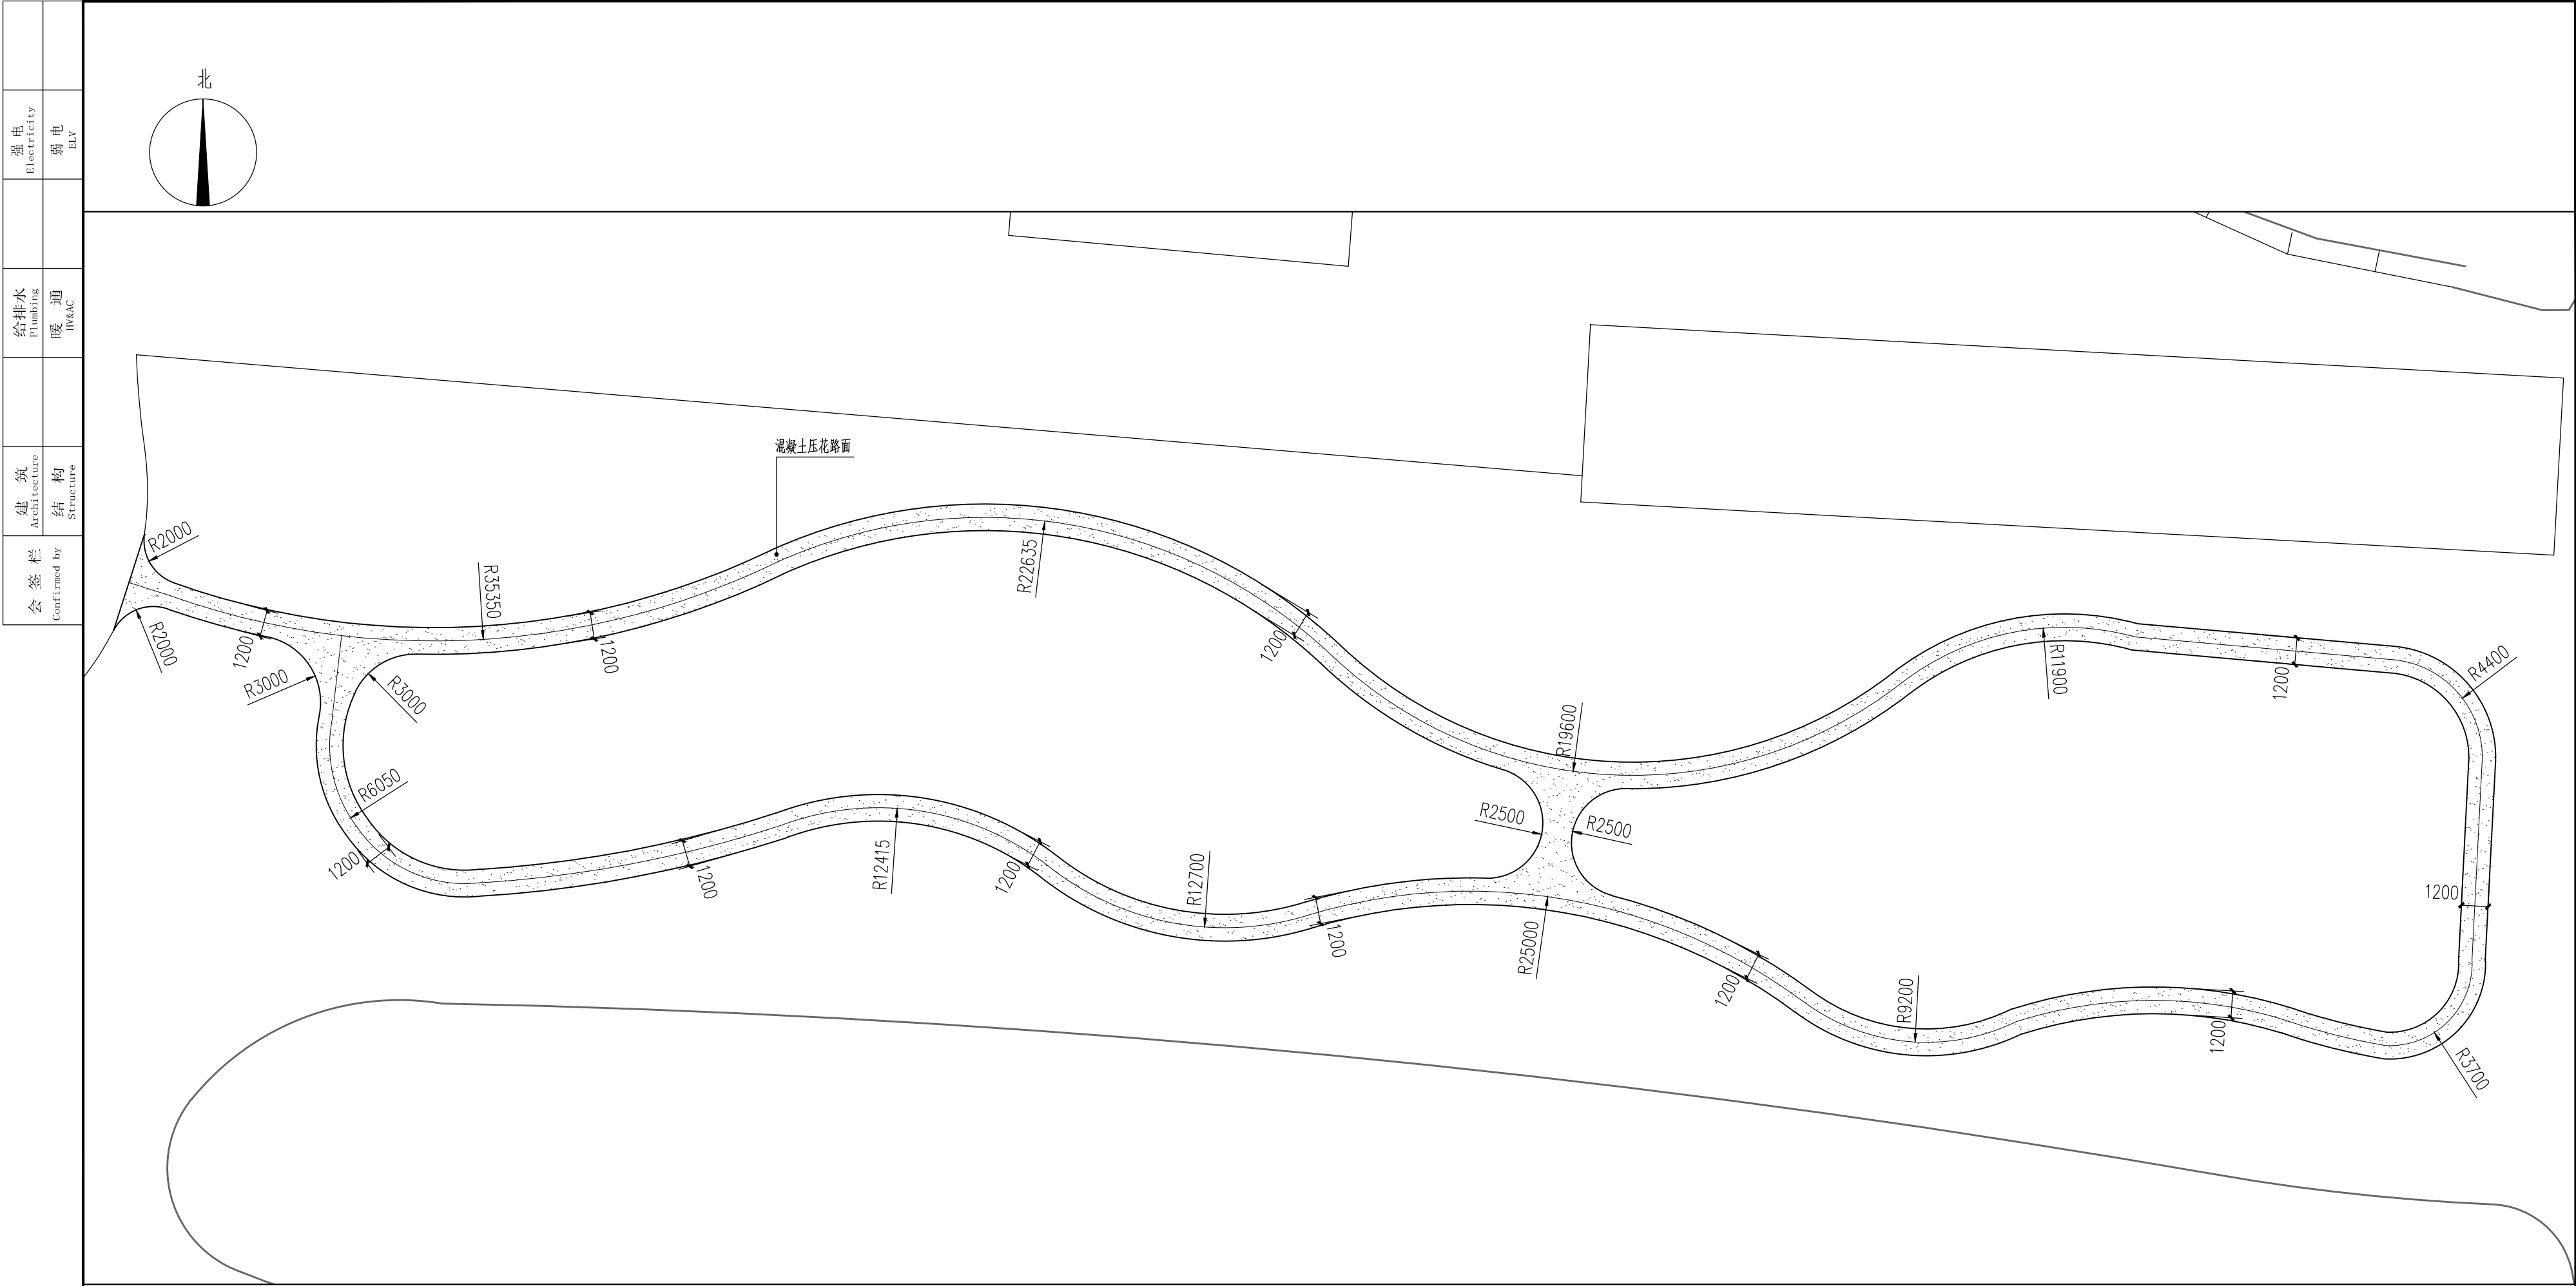 北
强 电
Electricity
弱 电
ELV
给排水
Plumbing
暖 通
HV&AC
建 筑
Architecture
结 构
Structure
会 签 栏
Confirmed by
混凝土压花路面
R2000
R2000
1200
R3000
R3000
R35350
1200
R22635
1200
R19600
R11900
1200
R4400
R6050
1200
1200
R12415
1200
R12700
1200
R2500
R2500
R25000
1200
R9200
1200
1200
R3700